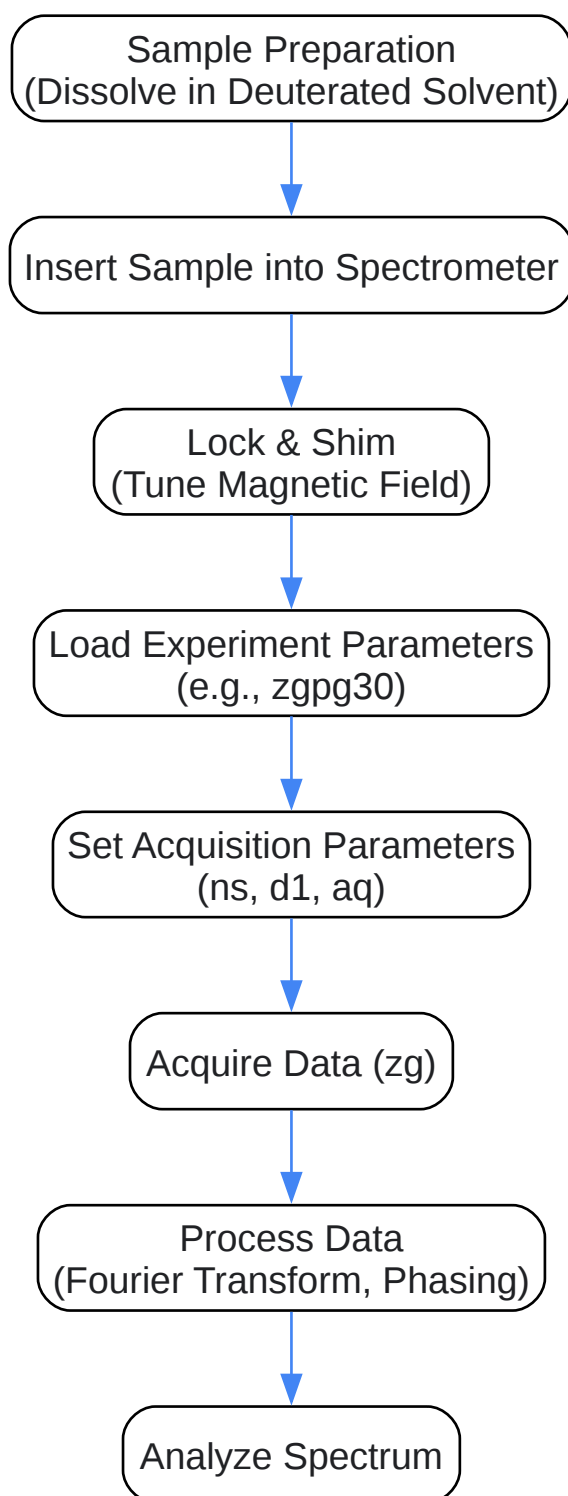 Sample Preparation
(Dissolve in Deuterated Solvent)
Insert Sample into Spectrometer
Lock & Shim
(Tune Magnetic Field)
Load Experiment Parameters
(e.g., zgpg30)
Set Acquisition Parameters
(ns, d1, aq)
Acquire Data (zg)
Process Data
(Fourier Transform, Phasing)
Analyze Spectrum